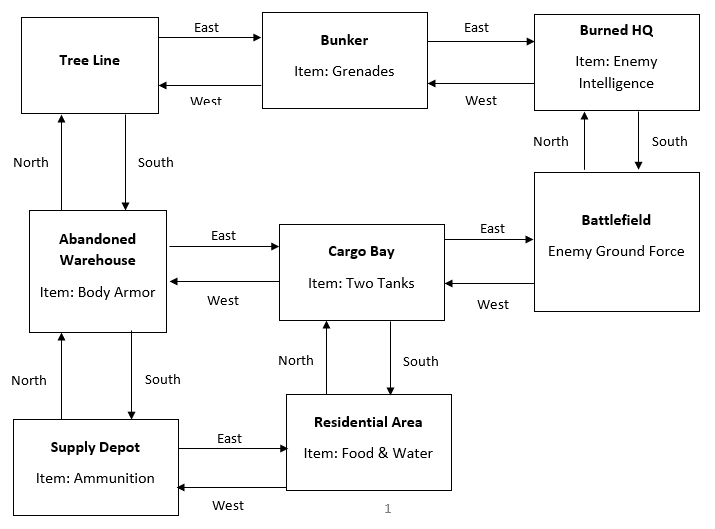 Tree Line
East
West
Bunker
Item: Grenades
East
West
Burned HQ
Item: Enemy
Intelligence
North
South
North
South
Abandoned
Warehouse
Item: Body Armor
East
West
Cargo Bay
Item: Two Tanks
East
West
Battlefield
Enemy Ground Force
North
South
North
South
Supply Depot
Item: Ammunition
East
West
Residential Area
Item: Food & Water
1